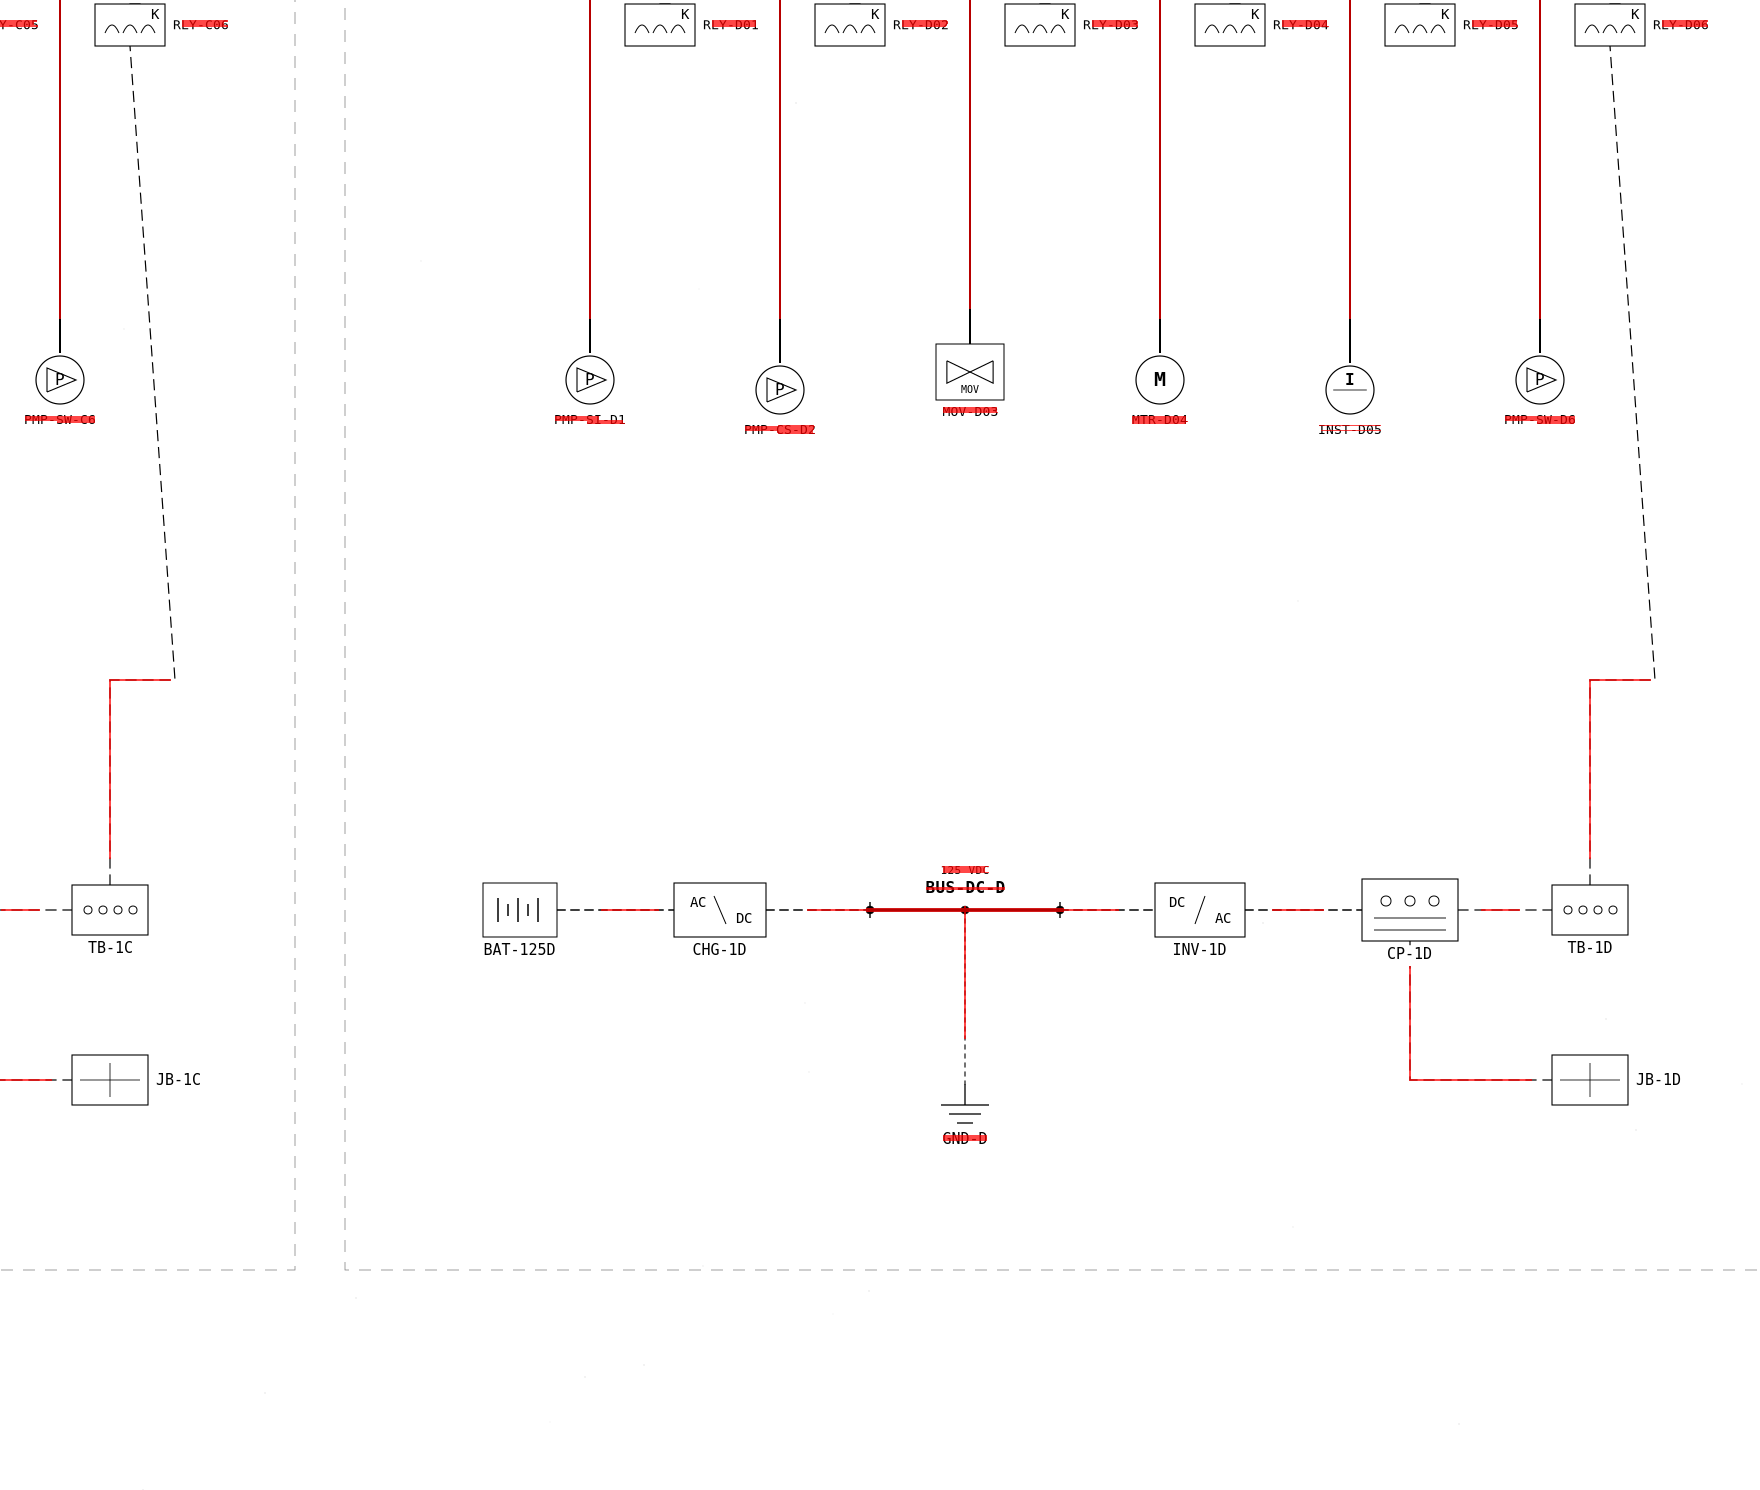 K K K K K K K
Y-C05 RLY-C06 RLY-D01 RLY-D02 RLY-D03 RLY-D04 RLY-D05 RLY-D06
P P P MOV M I P
PMP-SW-C6 PMP-SI-D1 PMP-CS-D2 MOV-D03 MTR-D04 INST-D05 PMP-SW-D6
125 VDC
BUS-DC-D
AC DC DC AC
TB-1C BAT-125D CHG-1D INV-1D CP-1D TB-1D
JB-1C JB-1D
GND-D